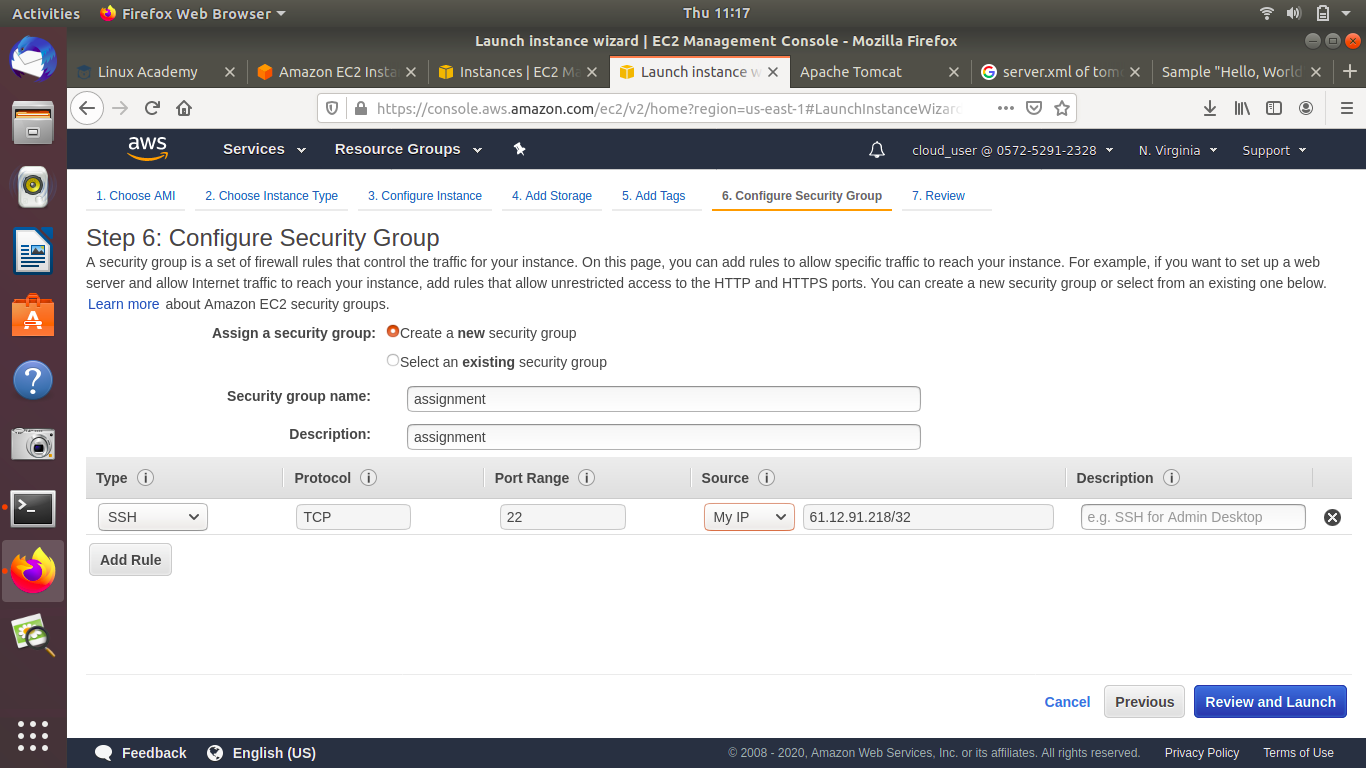 Activities Firefox Web Browser Thu 11:17
Launch instance wizard | EC2 Management Console - Mozilla Firefox
Linux Academy Amazon EC2 Insta Instances | EC2 Ma Launch instance w Apache Tomcat server.xml of tom Sample "Hello, World
https://console.aws.amazon.com/ec2/v2/home?region=us-east-1#LaunchInstanceWizard
aws Services Resource Groups cloud_user @ 0572-5291-2328 N. Virginia Support
1. Choose AMI 2. Choose Instance Type 3. Configure Instance 4. Add Storage 5. Add Tags 6. Configure Security Group 7. Review
Step 6: Configure Security Group
A security group is a set of firewall rules that control the traffic for your instance. On this page, you can add rules to allow specific traffic to reach your instance. For example, if you want to set up a web
server and allow Internet traffic to reach your instance, add rules that allow unrestricted access to the HTTP and HTTPS ports. You can create a new security group or select from an existing one below.
Learn more about Amazon EC2 security groups.
Assign a security group: Create a new security group
Select an existing security group
Security group name: assignment
Description: assignment
Type i Protocol i Port Range i Source i Description i
SSH TCP 22 My IP 61.12.91.218/32 e.g. SSH for Admin Desktop
Add Rule
Cancel Previous Review and Launch
Feedback English (US) © 2008 - 2020, Amazon Web Services, Inc. or its affiliates. All rights reserved. Privacy Policy Terms of Use